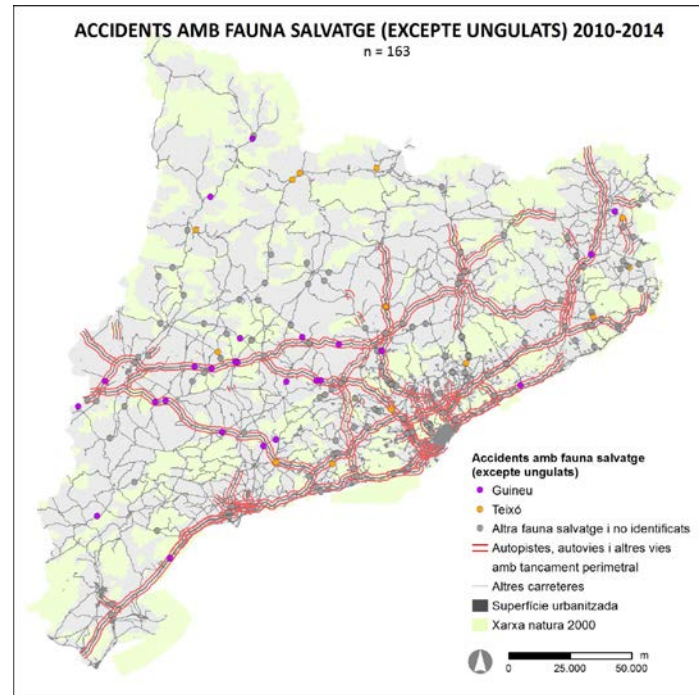 ACCIDENTS AMB FAUNA SALVATGE (EXCEPTE UNGULATS) 2010-2014
n = 163
Accidents amb fauna salvatge
(excepte ungulats)
Guineu
Teixó
Altra fauna salvatge i no identificats
Autopistes, autovies i altres vies
amb tancament perimetral
Altres carreteres
Superfície urbanitzada
Xarxa natura 2000
m
0 25.000 50.000